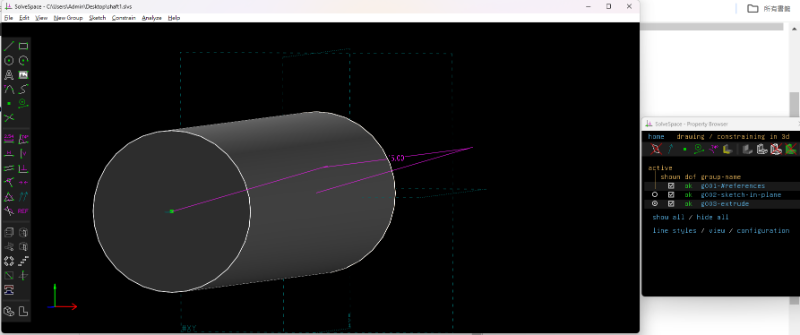 SolveSpace - C:\Users\Admin\Desktop\shaft1.slvs
File Edit View New Group Sketch Constrain Analyze Help
所有書籤
5.00
SolveSpace - Property Browser
home drawing / constraining in 3d
active
shown dof group-name
ok g001-#references
ok g002-sketch-in-plane
ok g003-extrude
show all / hide all
line styles / view / configuration